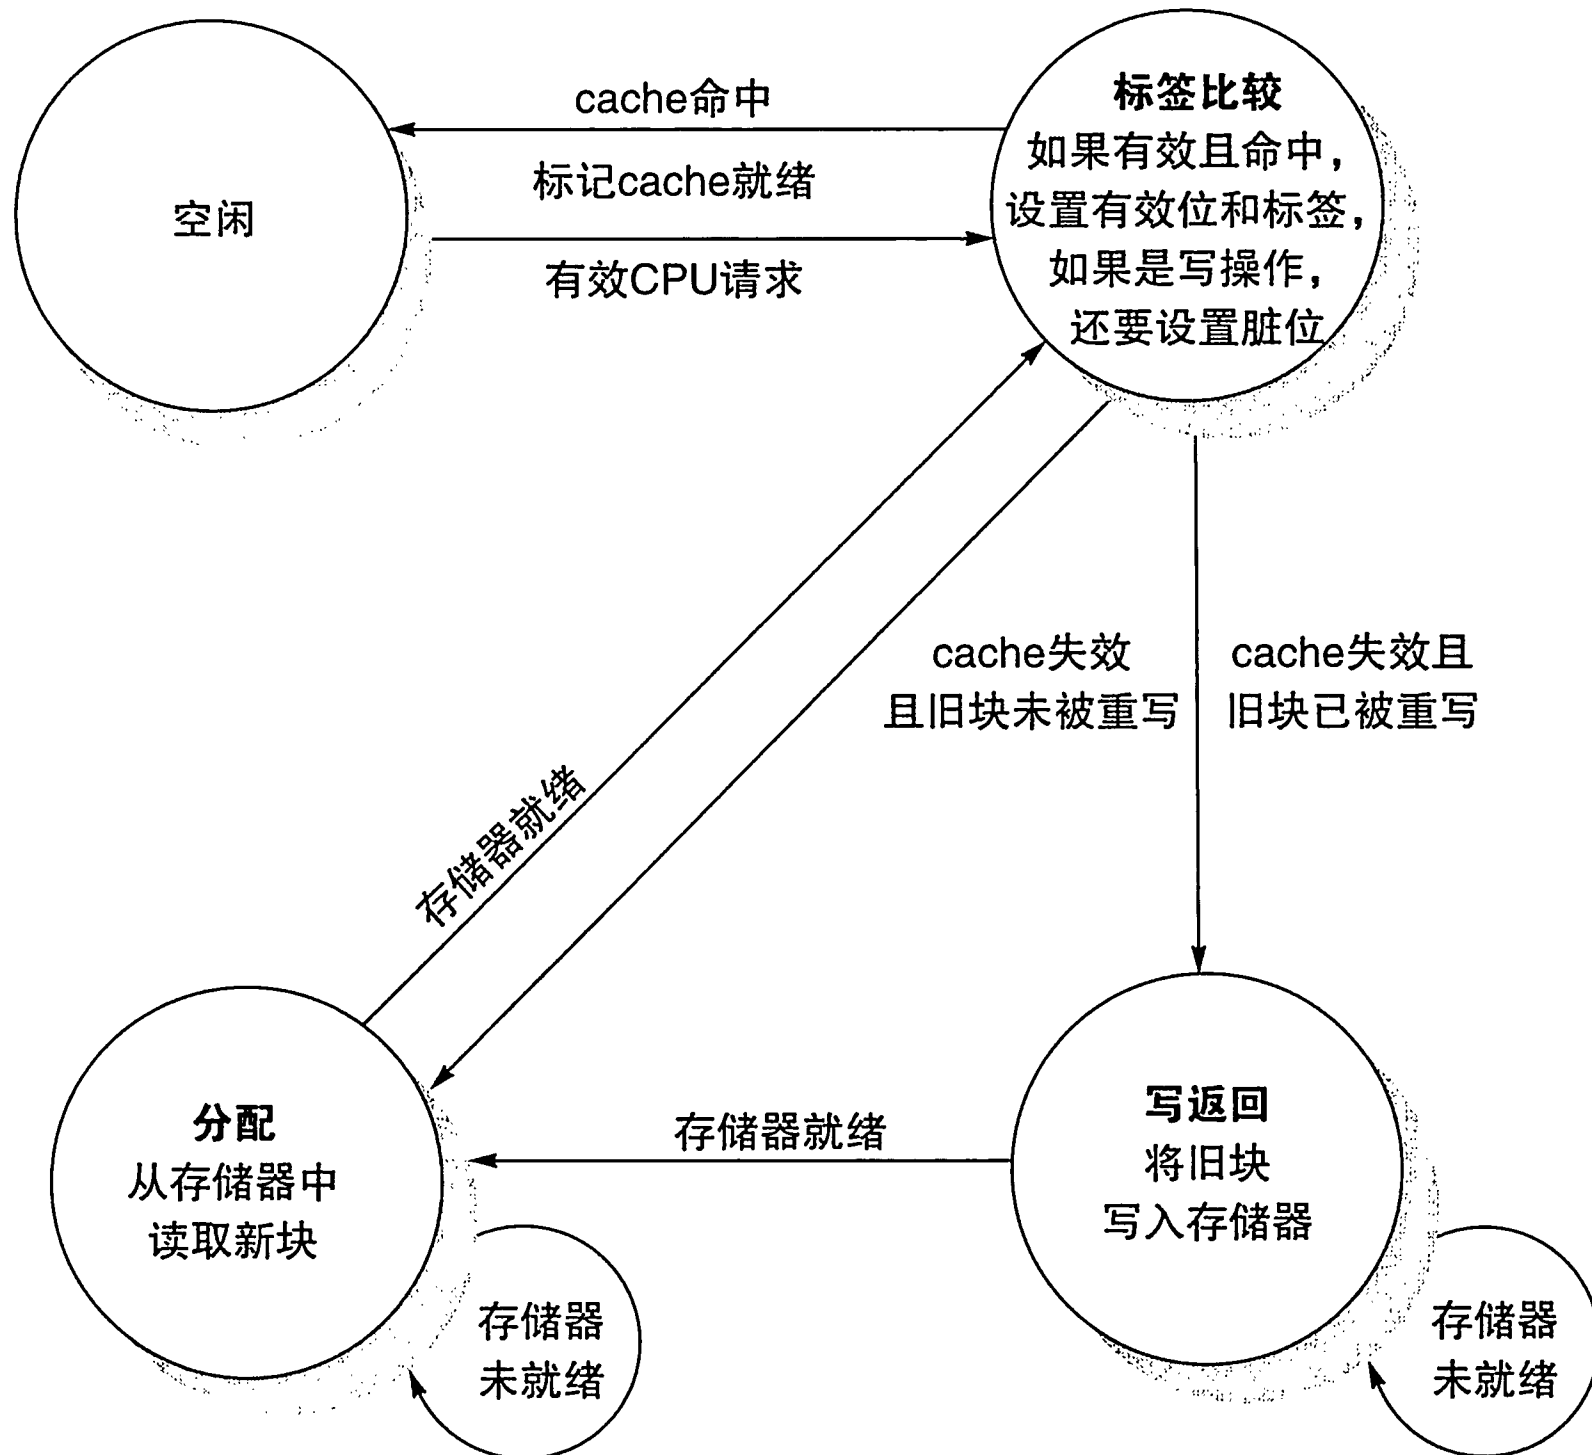 cache命中
标记cache就绪
有效CPU请求
空闲
标签比较
如果有效且命中，
设置有效位和标签，
如果是写操作，
还要设置脏位
cache失效
且旧块未被重写
cache失效且
旧块已被重写
存储器就绪
分配
从存储器中
读取新块
存储器就绪
写返回
将旧块
写入存储器
存储器
未就绪
存储器
未就绪